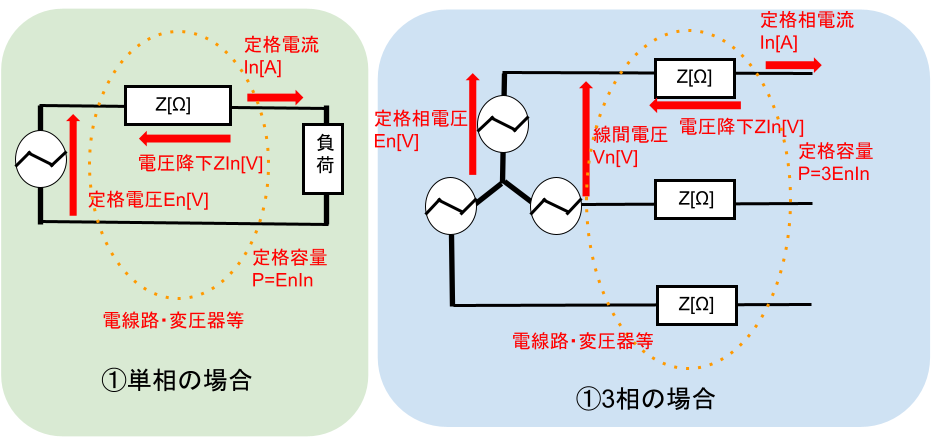 定格電流
In[A]
Z[Ω]
負
荷
電圧降下ZIn[V]
定格電圧En[V]
定格容量
P=EnIn
電線路・変圧器等
①単相の場合
定格相電流
In[A]
Z[Ω]
定格相電圧
En[V]
線間電圧
Vn[V]
電圧降下ZIn[V]
定格容量
P=3EnIn
Z[Ω]
Z[Ω]
電線路・変圧器等
①3相の場合